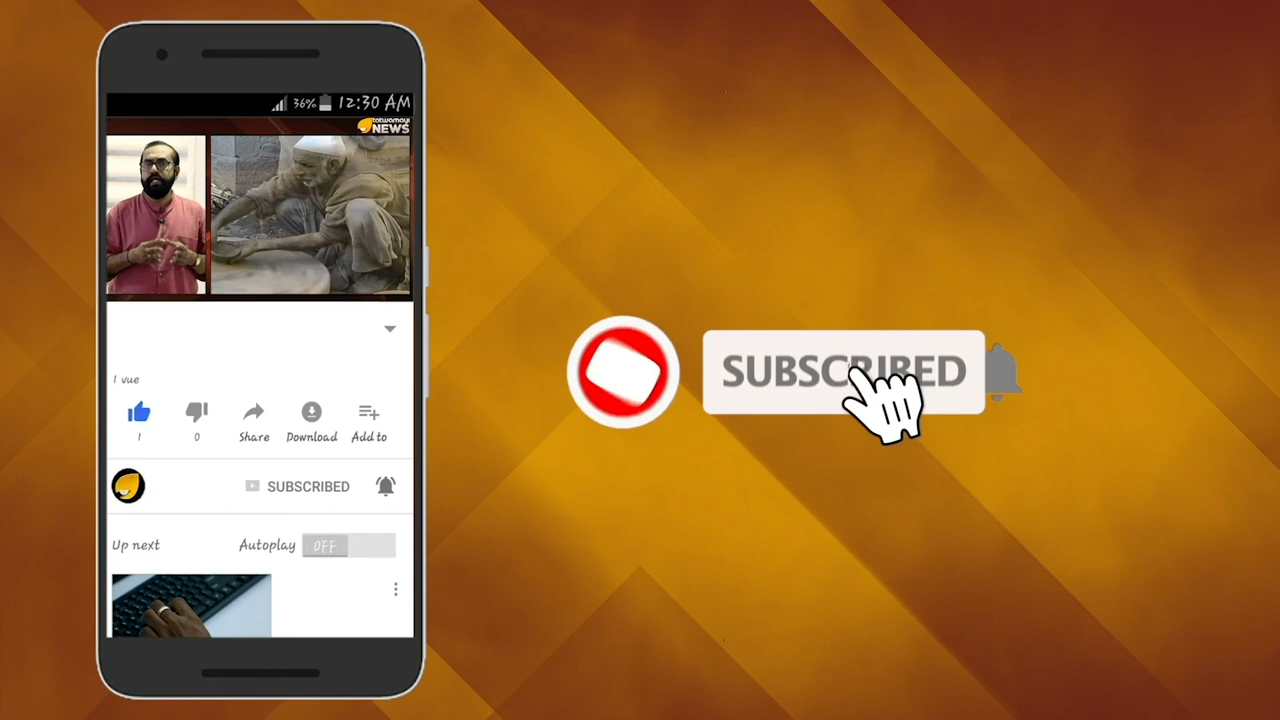 36% 12:30 AM
tatwamayi
NEWS
1 vue
1
0
Share
Download
Add to
SUBSCRIBED
Up next
Autoplay
OFF
SUBSCRIBED